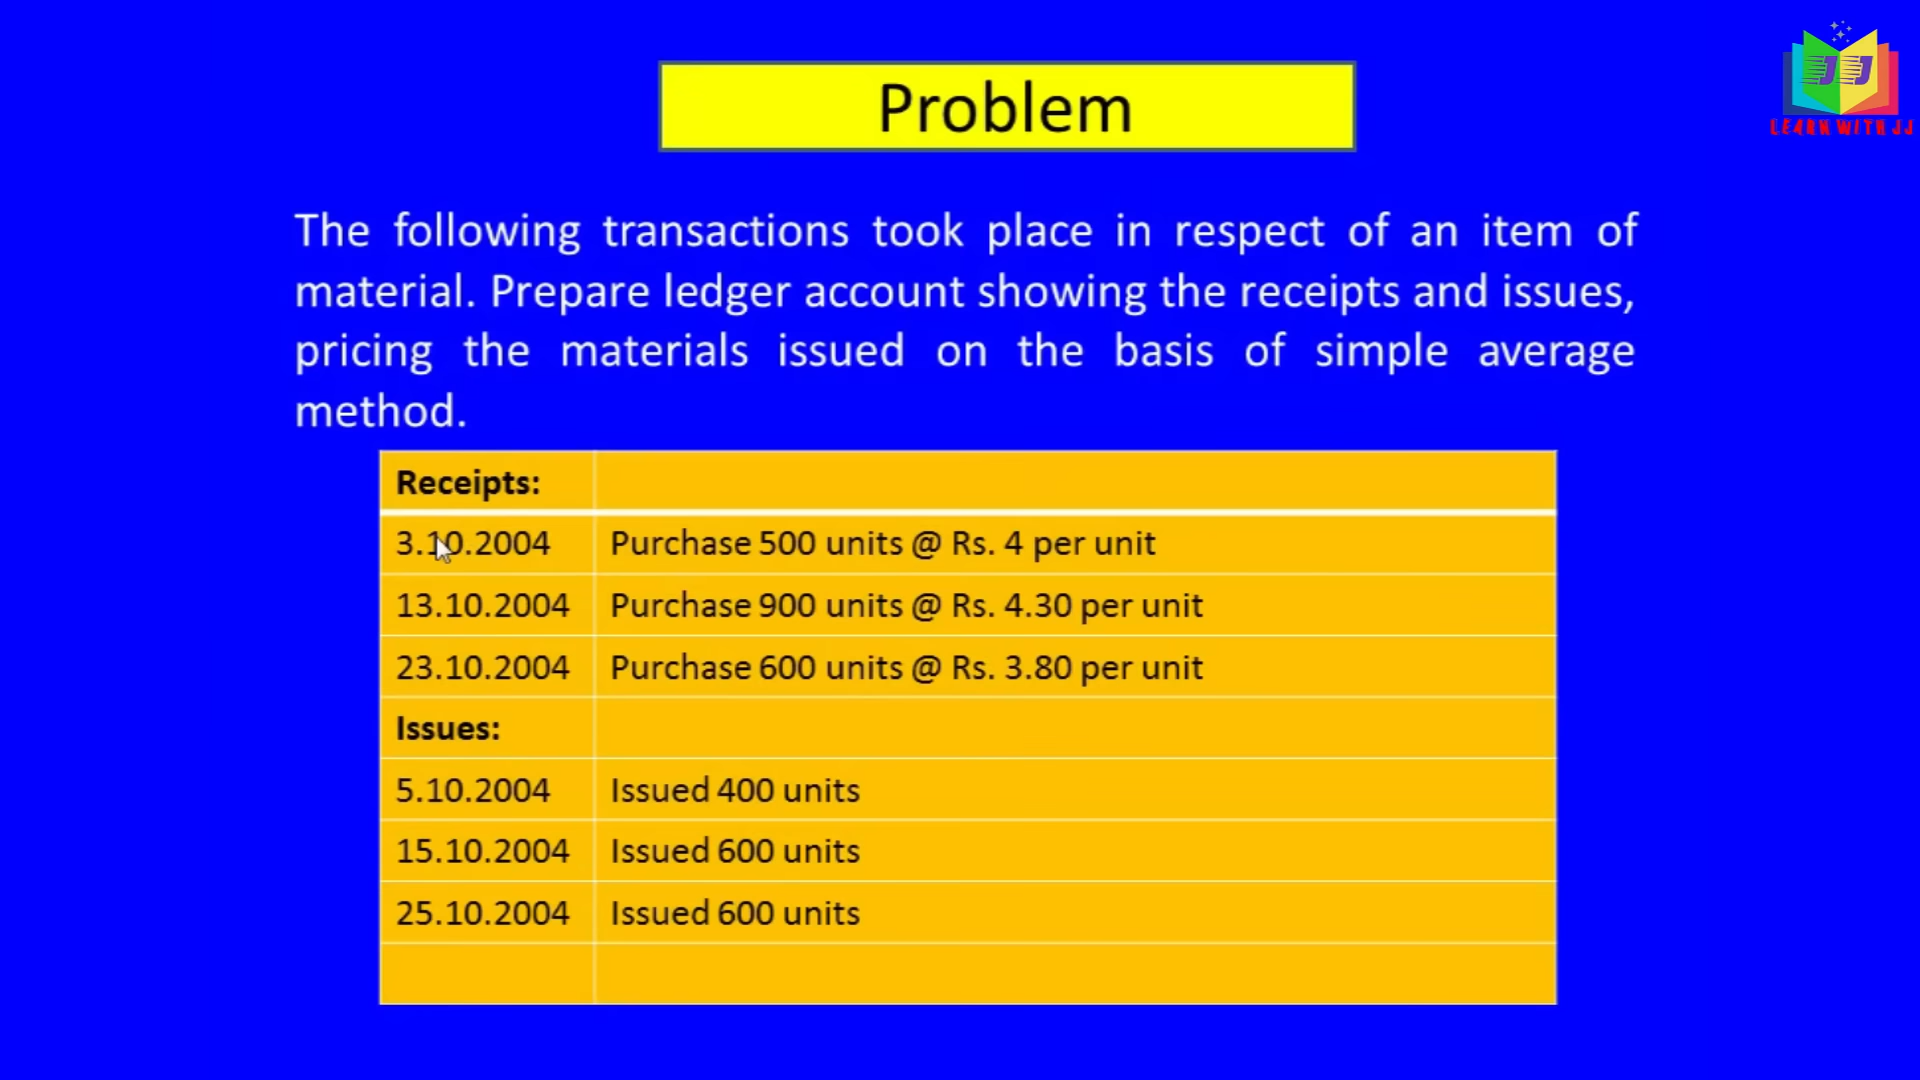 Problem
LEARN WITH JJ
The following transactions took place in respect of an item of
material. Prepare ledger account showing the receipts and issues,
pricing the materials issued on the basis of simple average
method.
Receipts:
3.10.2004 Purchase 500 units @ Rs. 4 per unit
13.10.2004 Purchase 900 units @ Rs. 4.30 per unit
23.10.2004 Purchase 600 units @ Rs. 3.80 per unit
Issues:
5.10.2004 Issued 400 units
15.10.2004 Issued 600 units
25.10.2004 Issued 600 units